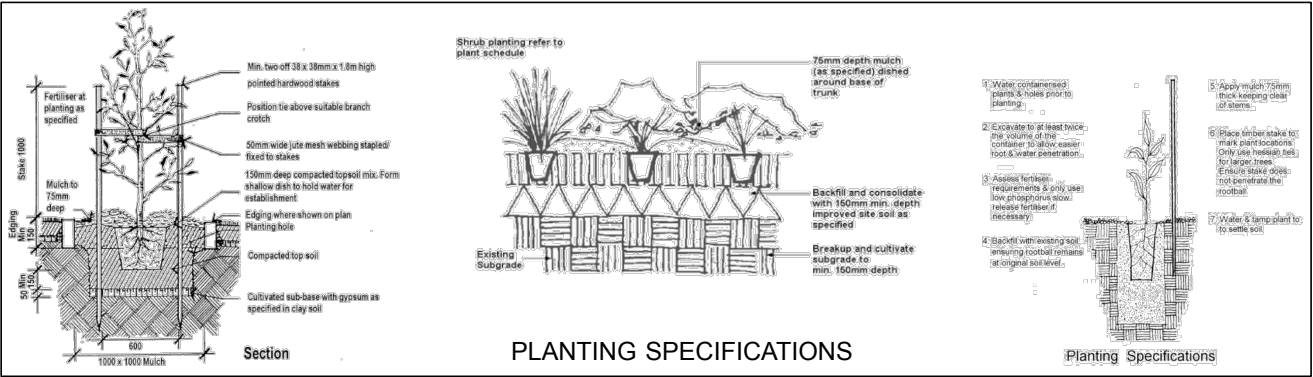 Min. two off 38 x 38mm x 1.8m high
pointed hardwood stakes
Fertiliser at
planting as
specified
Position tie above suitable branch
crotch
50mm wide jute mesh webbing stapled/
fixed to stakes
Stake 1000
150mm deep compacted topsoil mix. Form
shallow dish to hold water for
establishment
Mulch to
75mm
deep
Edging where shown on plan
Planting hole
Edging
Min
150
Compacted top soil
Min
150
50
Cultivated sub-base with gypsum as
specified in clay soil
600
1000 x 1000 Mulch
Section
Shrub planting refer to
plant schedule
75mm depth mulch
(as specified) dished
around base of
trunk
Backfill and consolidate
with 150mm min. depth
improved site soil as
specified
Existing
Subgrade
Breakup and cultivate
subgrade to
min. 150mm depth
PLANTING SPECIFICATIONS
1. Water containersed
plants & holes prior to
planting.
2. Excavate to at least twice
the volume of the
container to allow easier
root & water penetration.
3. Assess fertiliser
requirements & only use
low phosphorus slow
release fertiliser if
necessary
4. Backfill with existing soil
ensuring rootball remains
at original soil level.
5. Apply mulch 75mm
thick keeping clear
of stems.
6. Place timber stake to
mark plant locations.
Only use hessian ties
for larger trees.
Ensure stake does
not penetrate the
rootball.
7. Water & tamp plant to
to settle soil.
Planting Specifications